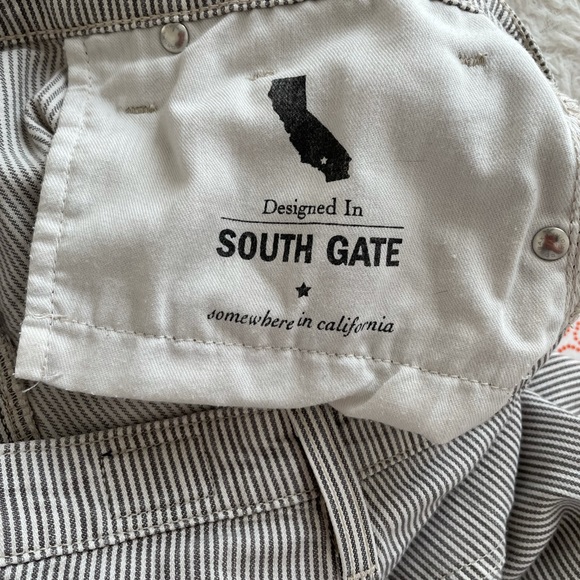 Designed In
SOUTH GATE
somewhere in california